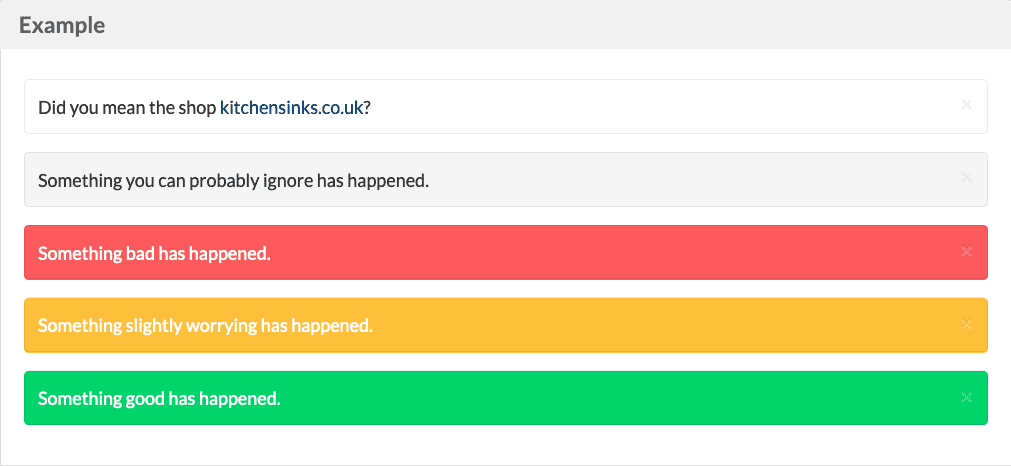 Example
Did you mean the shop kitchensinks.co.uk?
Something you can probably ignore has happened.
Something bad has happened.
Something slightly worrying has happened.
Something good has happened.